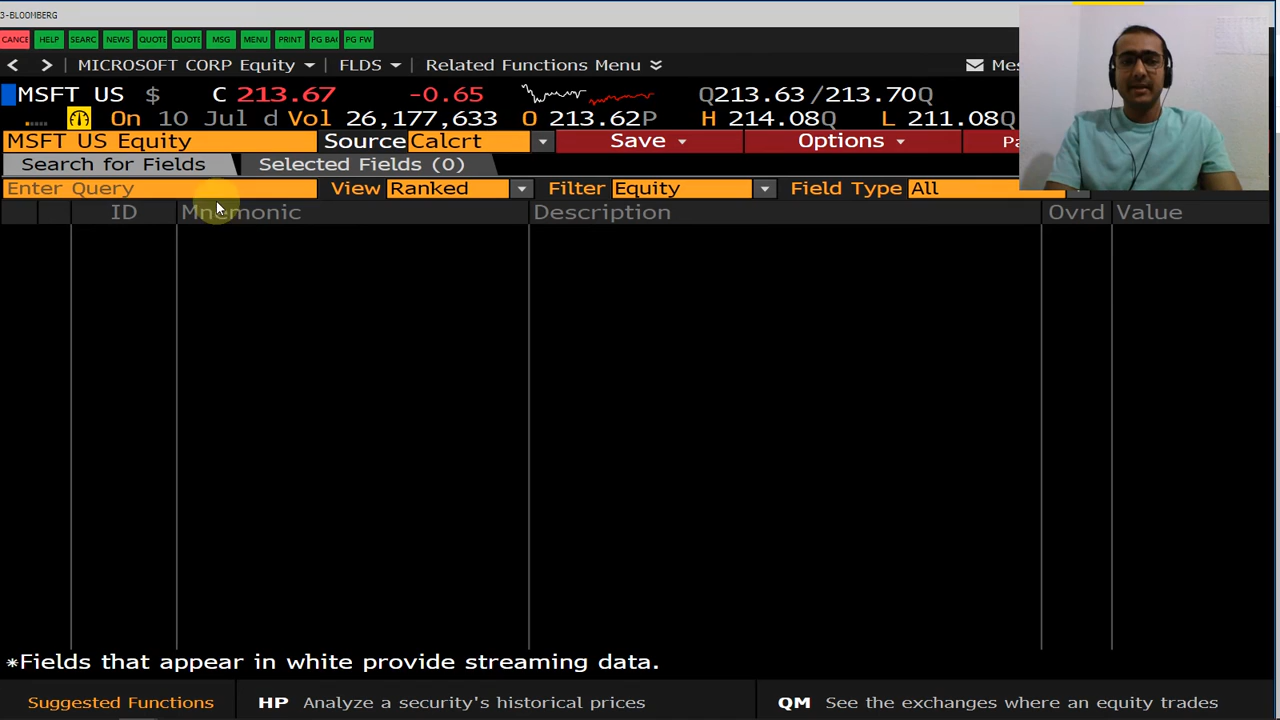 3-BLOOMBERG
CANCE HELP SEARC NEWS QUOTE QUOTE MSG MENU PRINT PG BAI PG FW
< > MICROSOFT CORP Equity FLDS Related Functions Menu Mes
MSFT US $ C 213.67 -0.65 Q213.63/213.70Q
On 10 Jul d Vol 26,177,633 O 213.62P H 214.08Q L 211.08Q
MSFT US Equity Source Calcrt Save Options Pa
Search for Fields Selected Fields (0)
Enter Query View Ranked Filter Equity Field Type All
ID Mnemonic Description Ovrd Value
*Fields that appear in white provide streaming data.
Suggested Functions HP Analyze a security's historical prices QM See the exchanges where an equity trades